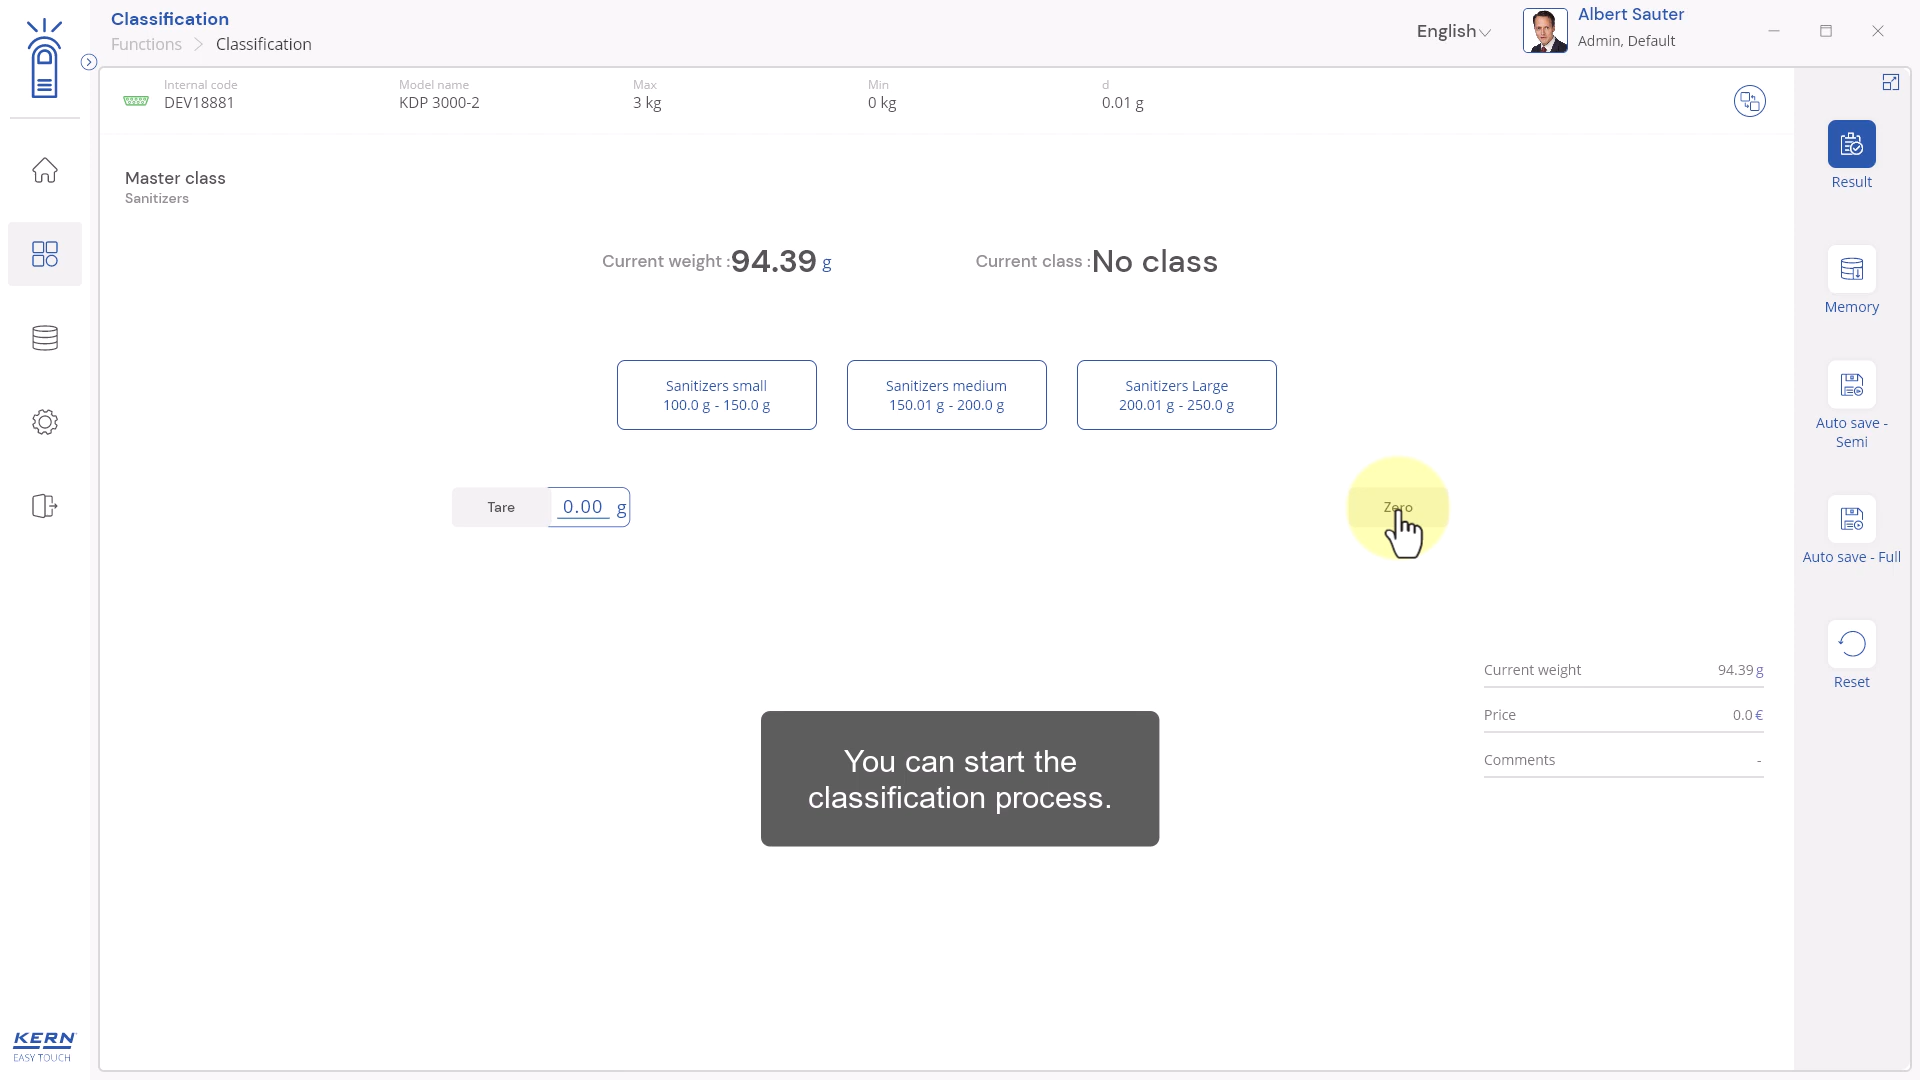 Classification
Functions
Classification
English
Albert Sauter
Admin, Default
Internal code
DEV18881
Model name
KDP 3000-2
Max
3 kg
Min
0 kg
d
0.01 g
Result
Memory
Auto save -
Semi
Auto save - Full
Reset
Master class
Sanitizers
Current weight :94.39 g
Current class :No class
Sanitizers small
100.0 g - 150.0 g
Sanitizers medium
150.01 g - 200.0 g
Sanitizers Large
200.01 g - 250.0 g
Tare
0.00 g
Zero
Current weight 94.39 g
Price 0.0 €
Comments -
You can start the
classification process.
KERN
EASY TOUCH